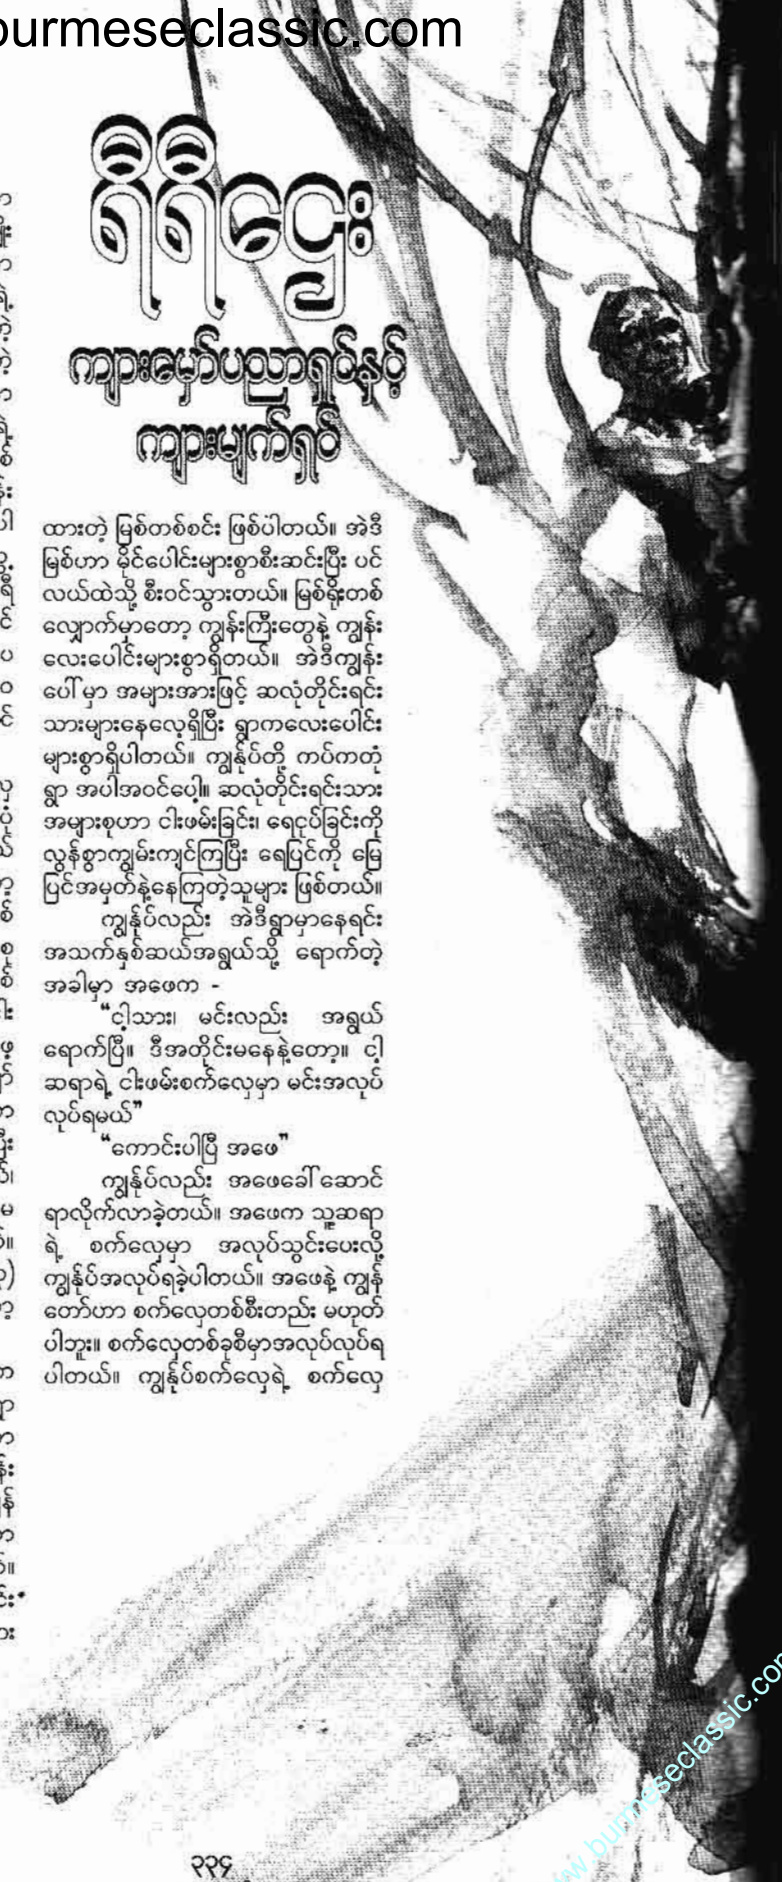 burmeseclassic.com
ရီရီဌေး
ကျားမှော်ပညာရှင်နှင့်
ကျားမျက်ရှင်
ထားတဲ့ မြစ်တစ်စင်း ဖြစ်ပါတယ်။ အဲဒီ
မြစ်ဟာ မိုင်ပေါင်းများစွာစီးဆင်းပြီး ပင်
လယ်ထဲသို့ စီးဝင်သွားတယ်။ မြစ်ရိုးတစ်
လျှောက်မှာတော့ ကျွန်းကြီးတွေနဲ့ ကျွန်း
လေးပေါင်းများစွာရှိတယ်။ အဲဒီကျွန်း
ပေါ်မှာ အများအားဖြင့် ဆလုံတိုင်းရင်း
သားများနေလေ့ရှိပြီး ရွာကလေးပေါင်း
များစွာရှိပါတယ်။ ကျွန်ုပ်တို့ ကပ်ကတုံ
ရွာ အပါအဝင်ပေါ့။ ဆလုံတိုင်းရင်းသား
အများစုဟာ ငါးဖမ်းခြင်း၊ ရေငုပ်ခြင်းကို
လွန်စွာကျွမ်းကျင်ကြပြီး ရေပြင်ကို မြေ
ပြင်အမှတ်နဲ့နေကြတဲ့သူများ ဖြစ်တယ်။
ကျွန်ုပ်လည်း အဲဒီရွာမှာနေရင်း
အသက်နှစ်ဆယ်အရွယ်သို့ ရောက်တဲ့
အခါမှာ အဖေက -
“ငါ့သား၊ မင်းလည်း အရွယ်
ရောက်ပြီ။ ဒီအတိုင်းမနေနဲ့တော့။ ငါ့
ဆရာရဲ့ ငါးဖမ်းစက်လှေမှာ မင်းအလုပ်
လုပ်ရမယ်”
“ကောင်းပါပြီ အဖေ”
ကျွန်ုပ်လည်း အဖေခေါ်ဆောင်
ရာလိုက်လာခဲ့တယ်။ အဖေက သူ့ဆရာ
ရဲ့ စက်လှေမှာ အလုပ်သွင်းပေးလို့
ကျွန်ုပ်အလုပ်ရခဲ့ပါတယ်။ အဖေနဲ့ ကျွန်
တော်ဟာ စက်လှေတစ်စီးတည်း မဟုတ်
ပါဘူး။ စက်လှေတစ်ခုစီမှာအလုပ်လုပ်ရ
ပါတယ်။ ကျွန်ုပ်စက်လှေရဲ့ စက်လှေ
၃၃၄
www.burmeseclassic.com